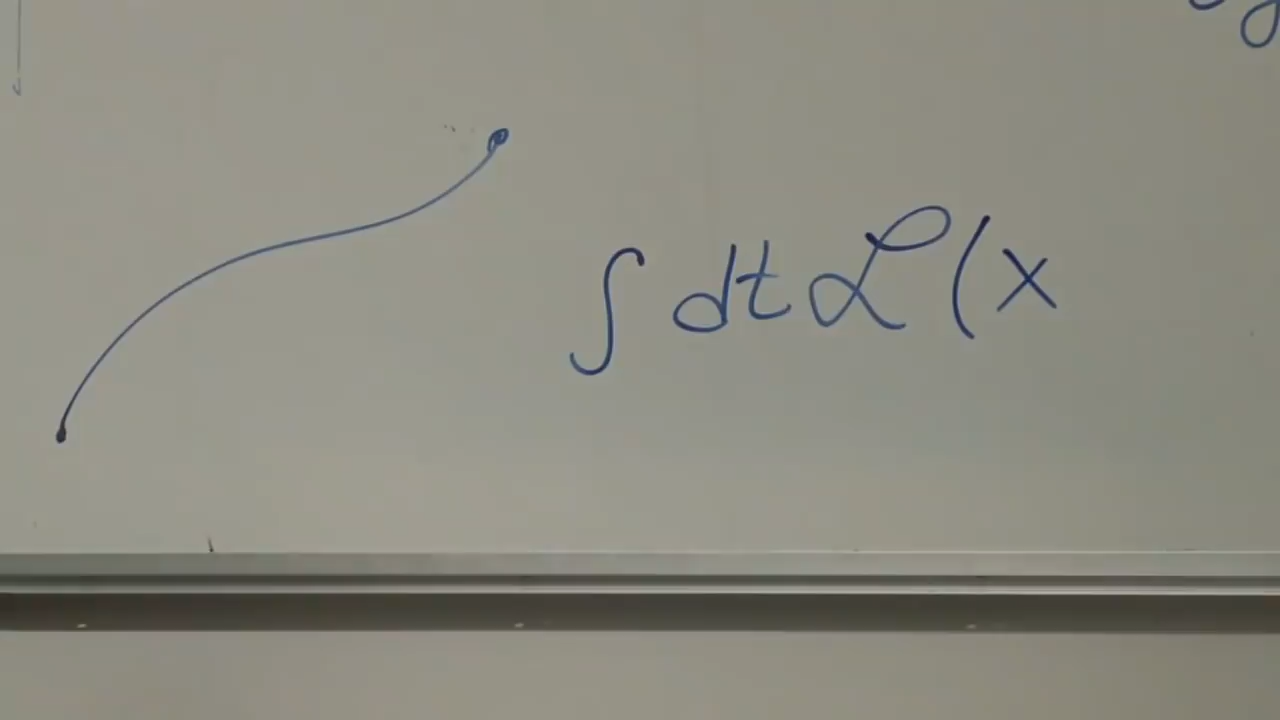 ∫ dt ℒ (x